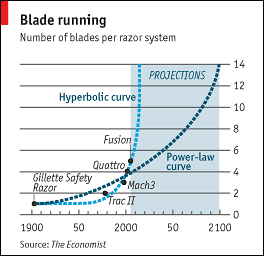 Blade running
Number of blades per razor system
PROJECTIONS
14
Hyperbolic curve
12
10
Fusion
8
Power-law
curve
6
Quattro
Gillette Safety
Razor
4
Mach3
2
Trac II
0
1900 50 2000 50 2100
Source: The Economist